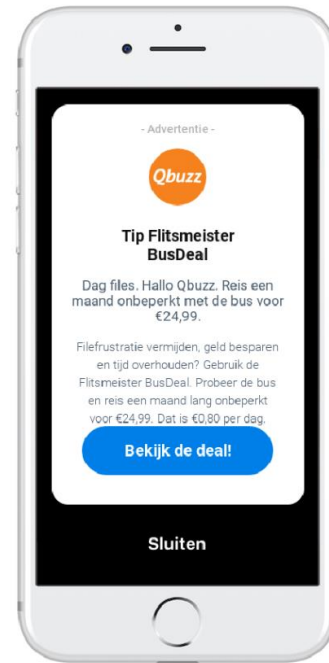 - Advertentie -
Qbuzz
Tip Flitsmeister
BusDeal
Dag files. Hallo Qbuzz. Reis een
maand onbeperkt met de bus voor
€24,99.
Filefrustratie vermijden, geld besparen
en tijd overhouden? Gebruik de
Flitsmeister BusDeal. Probeer de bus
en reis een maand lang onbeperkt
voor €24,99. Dat is €0,80 per dag.
Bekijk de deal!
Sluiten